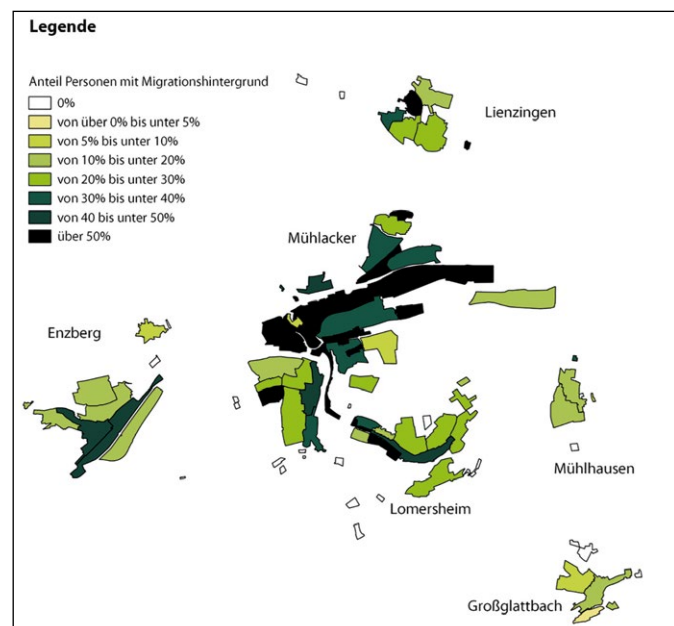 Legende
Anteil Personen mit Migrationshintergrund
0%
von über 0% bis unter 5%
von 5% bis unter 10%
von 10% bis unter 20%
von 20% bis unter 30%
von 30% bis unter 40%
von 40 bis unter 50%
über 50%
Lienzingen
Mühlacker
Enzberg
Mühlhausen
Lomersheim
Großglattbach